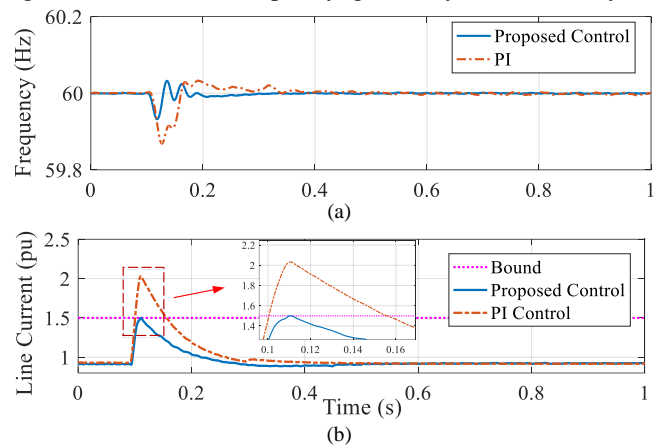 60.2
60
59.8
Frequency (Hz)
Proposed Control
PI
0 0.2 0.4 0.6 0.8 1
(a)
2.5
2
1.5
1
Line Current (pu)
2.2
2
1.8
1.6
1.4
0.1 0.12 0.14 0.16
Bound
Proposed Control
PI Control
0 0.2 0.4 0.6 0.8 1
Time (s)
(b)